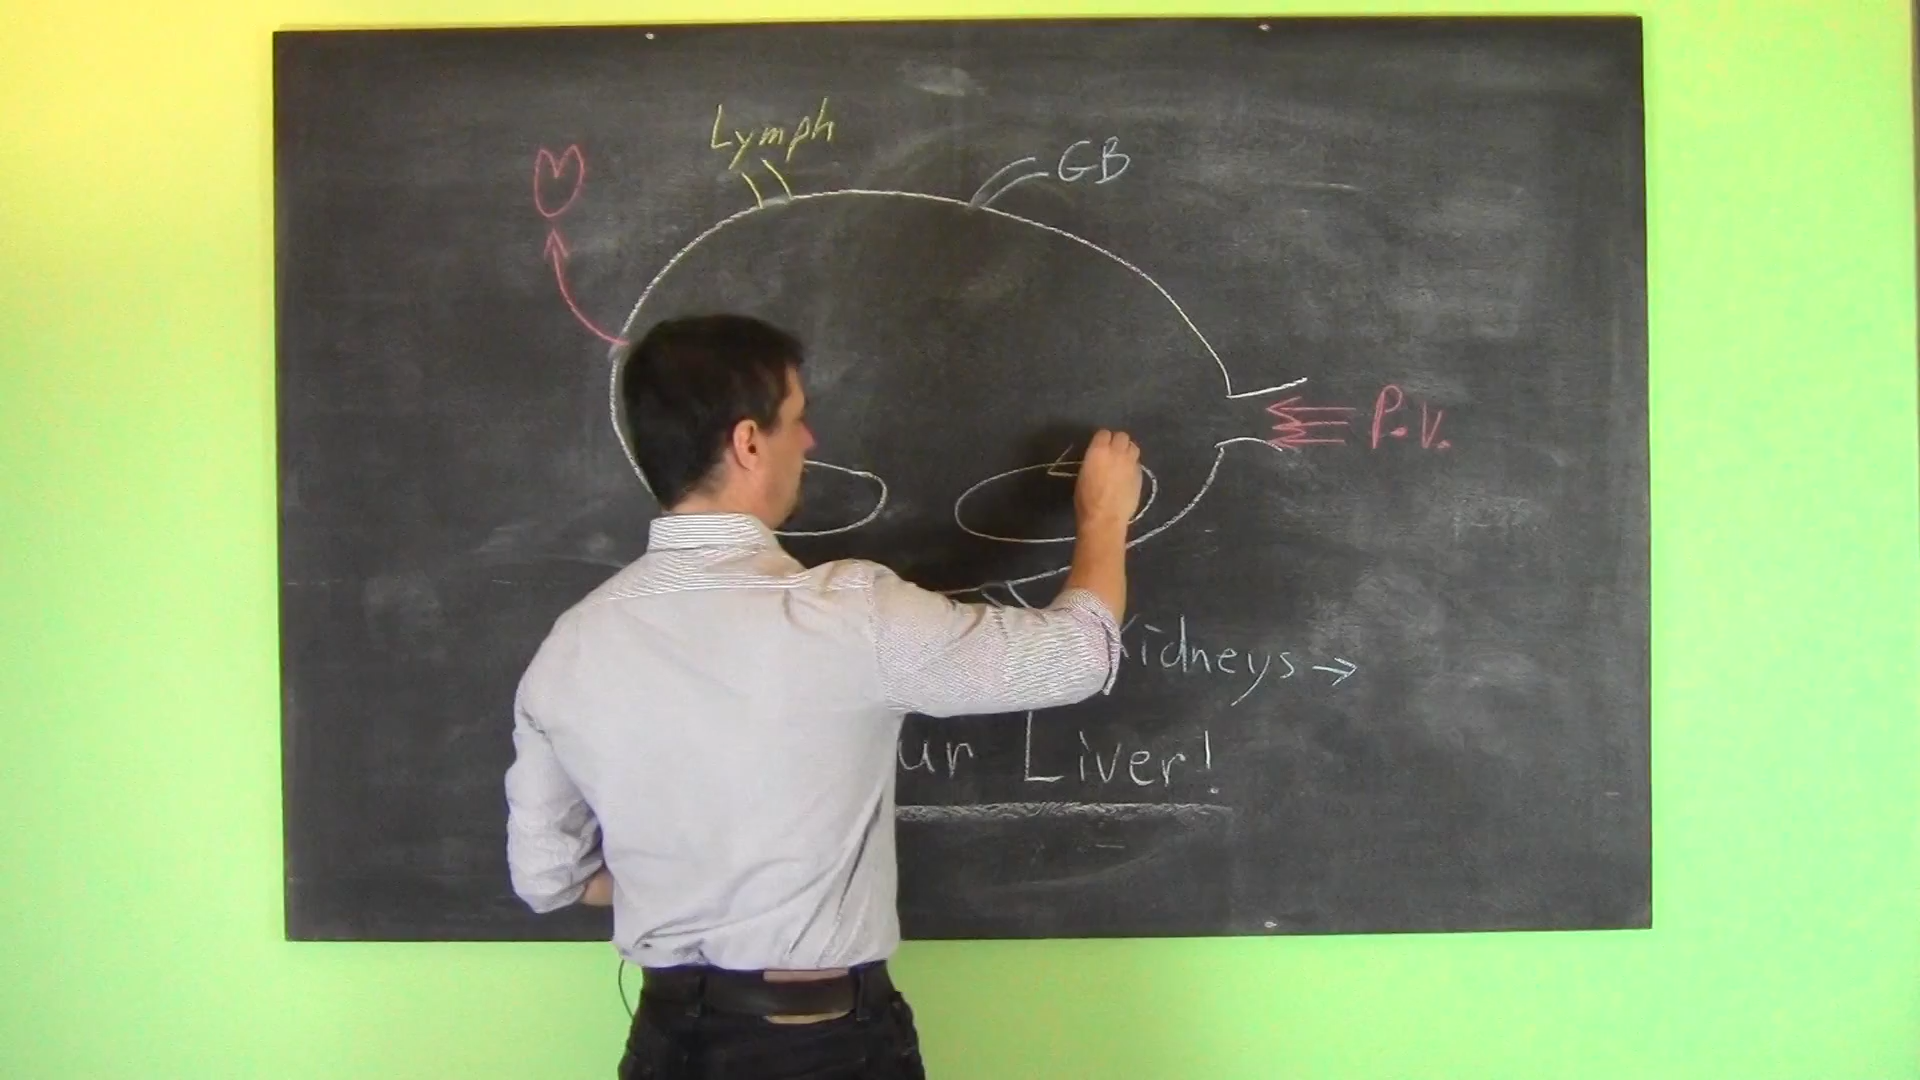 Lymph
GB
P.V.
Kidneys →
ur Liver!